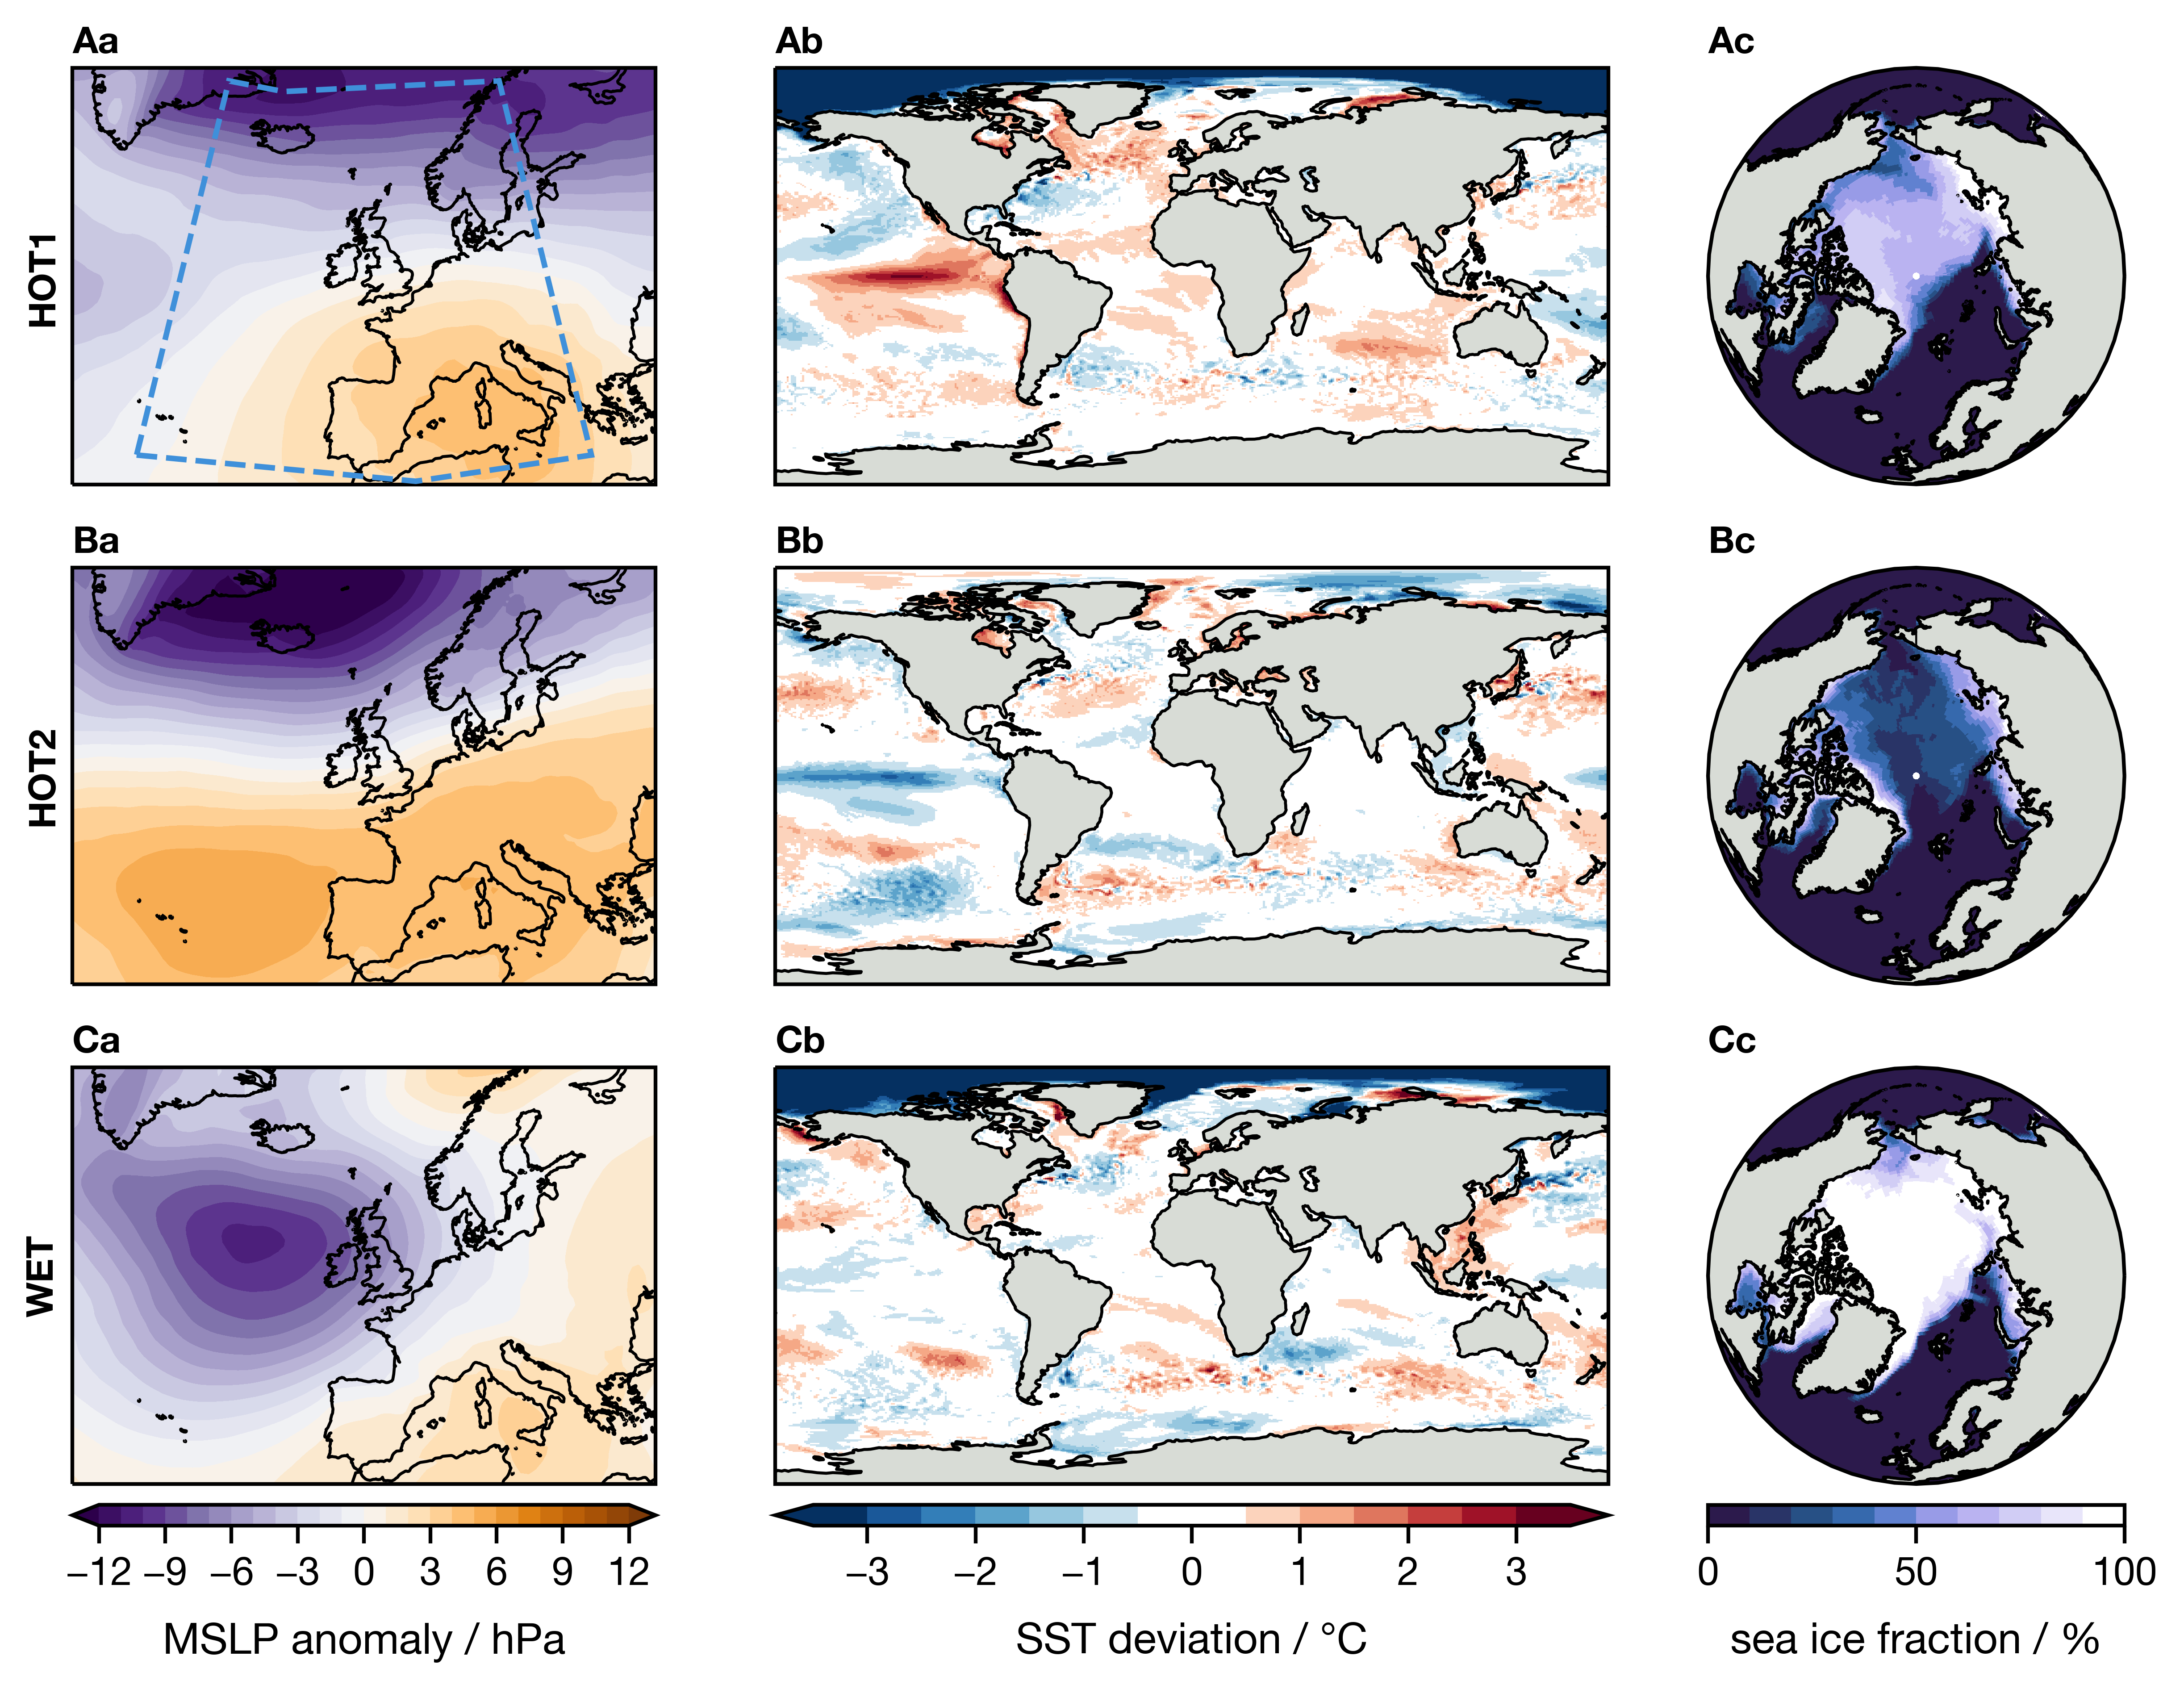 Aa
Ab
Ac
HOT1
Ba
Bb
Bc
HOT2
Ca
Cb
Cc
WET
−12 −9 −6 −3 0 3 6 9 12
−3 −2 −1 0 1 2 3
0 50 100
MSLP anomaly / hPa
SST deviation / °C
sea ice fraction / %